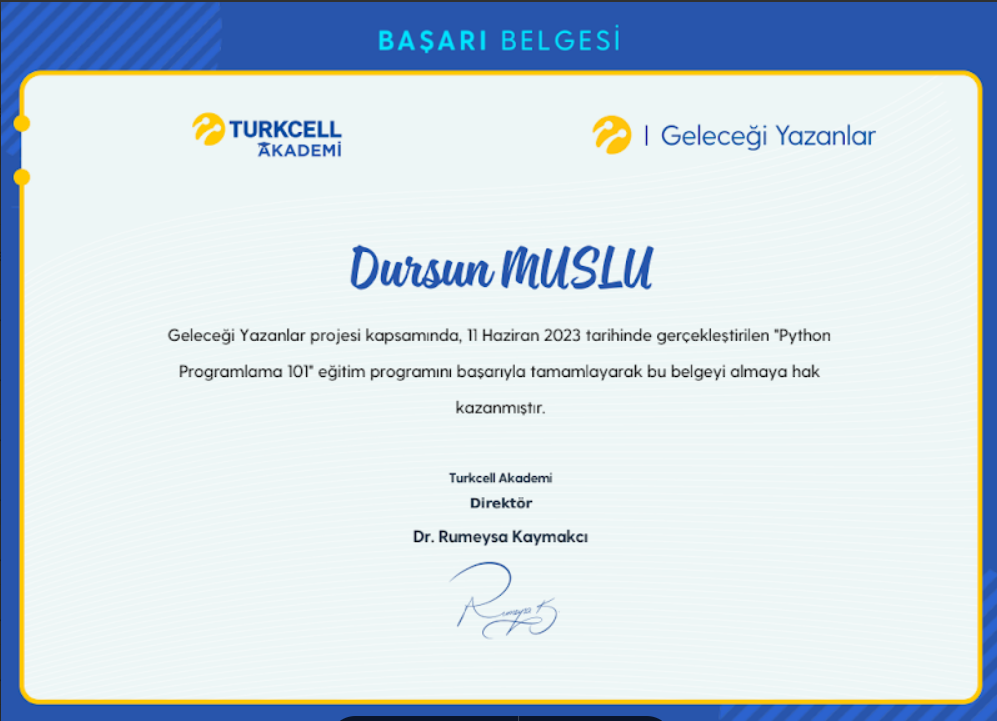 BAŞARI BELGESİ
TURKCELL
AKADEMİ
| Geleceği Yazanlar
Dursun MUSLU
Geleceği Yazanlar projesi kapsamında, 11 Haziran 2023 tarihinde gerçekleştirilen "Python
Programlama 101" eğitim programını başarıyla tamamlayarak bu belgeyi almaya hak
kazanmıştır.
Turkcell Akademi
Direktör
Dr. Rumeysa Kaymakcı
Rumeysa K.